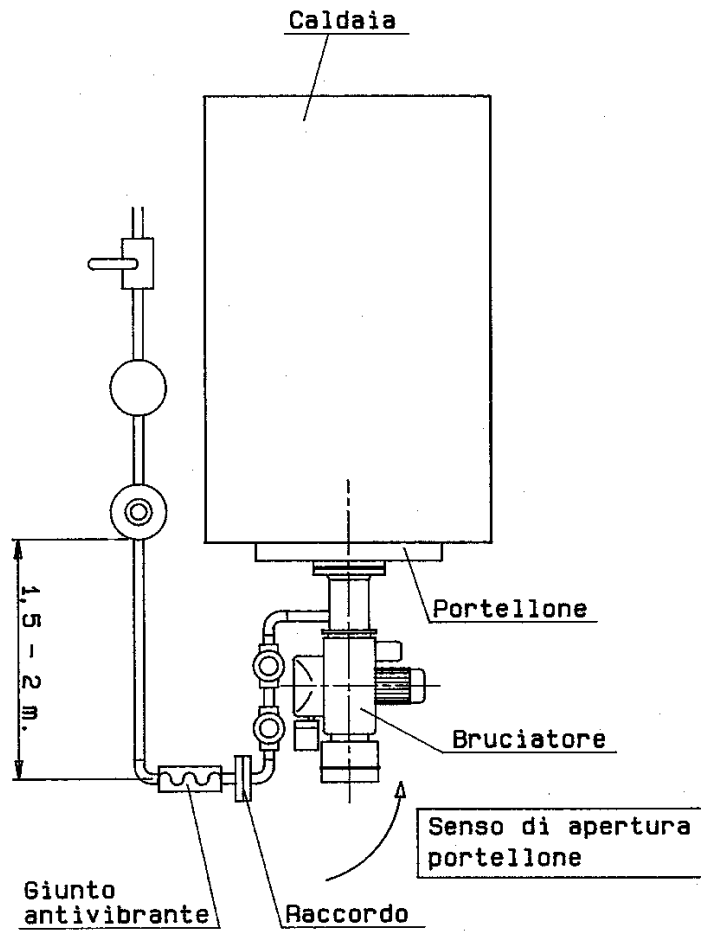 Caldaia
1,5 - 2 m.
Portellone
Bruciatore
Senso di apertura
portellone
Giunto
antivibrante
Raccordo